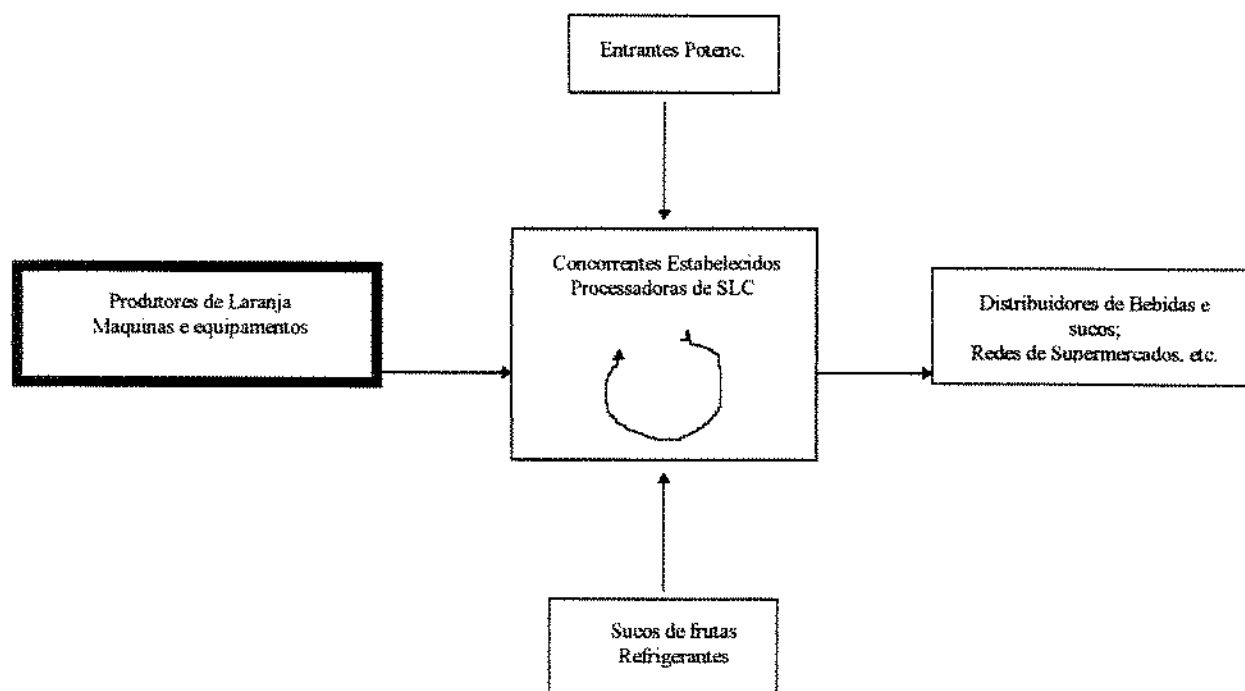 Entrantes Potenc.
Concorrentes Estabelecidos
Processadoras de SLC
Produtores de Laranja
Maquinas e equipamentos
Distribuidores de Bebidas e
sucos;
Redes de Supermercados. etc.
Sucos de frutas
Refrigerantes